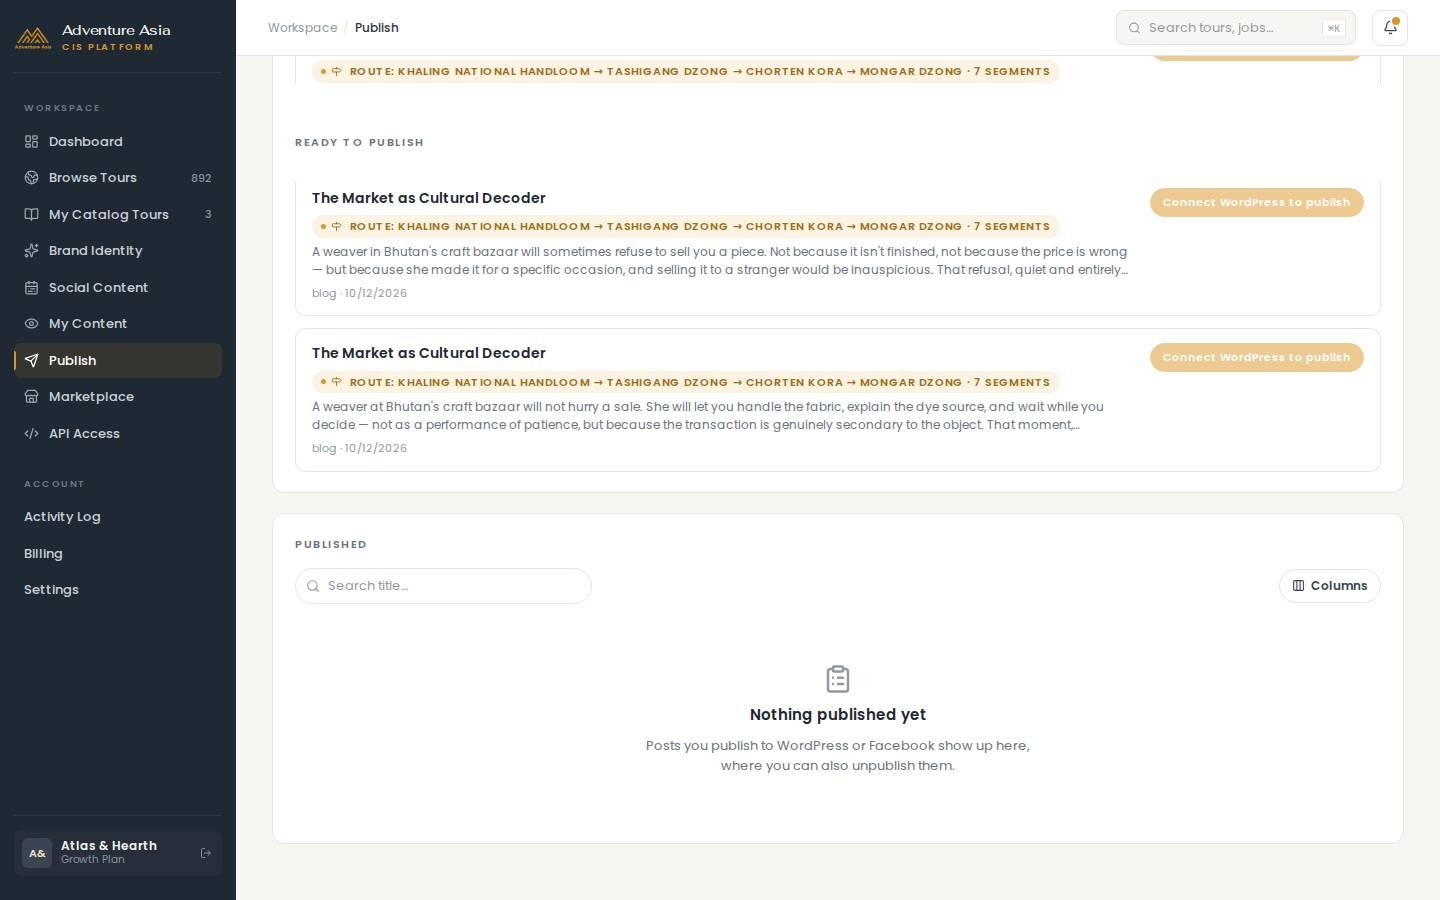 Adventure Asia
CIS PLATFORM
Adventure Asia
WORKSPACE
Dashboard
Browse Tours 892
My Catalog Tours 3
Brand Identity
Social Content
My Content
Publish
Marketplace
API Access
ACCOUNT
Activity Log
Billing
Settings
A& Atlas & Hearth
Growth Plan
Workspace / Publish
Search tours, jobs... ⌘K
ROUTE: KHALING NATIONAL HANDLOOM → TASHIGANG DZONG → CHORTEN KORA → MONGAR DZONG · 7 SEGMENTS
READY TO PUBLISH
The Market as Cultural Decoder
Connect WordPress to publish
ROUTE: KHALING NATIONAL HANDLOOM → TASHIGANG DZONG → CHORTEN KORA → MONGAR DZONG · 7 SEGMENTS
A weaver in Bhutan's craft bazaar will sometimes refuse to sell you a piece. Not because it isn't finished, not because the price is wrong
— but because she made it for a specific occasion, and selling it to a stranger would be inauspicious. That refusal, quiet and entirely...
blog · 10/12/2026
The Market as Cultural Decoder
Connect WordPress to publish
ROUTE: KHALING NATIONAL HANDLOOM → TASHIGANG DZONG → CHORTEN KORA → MONGAR DZONG · 7 SEGMENTS
A weaver at Bhutan's craft bazaar will not hurry a sale. She will let you handle the fabric, explain the dye source, and wait while you
decide — not as a performance of patience, but because the transaction is genuinely secondary to the object. That moment,...
blog · 10/12/2026
PUBLISHED
Search title...
Columns
Nothing published yet
Posts you publish to WordPress or Facebook show up here,
where you can also unpublish them.